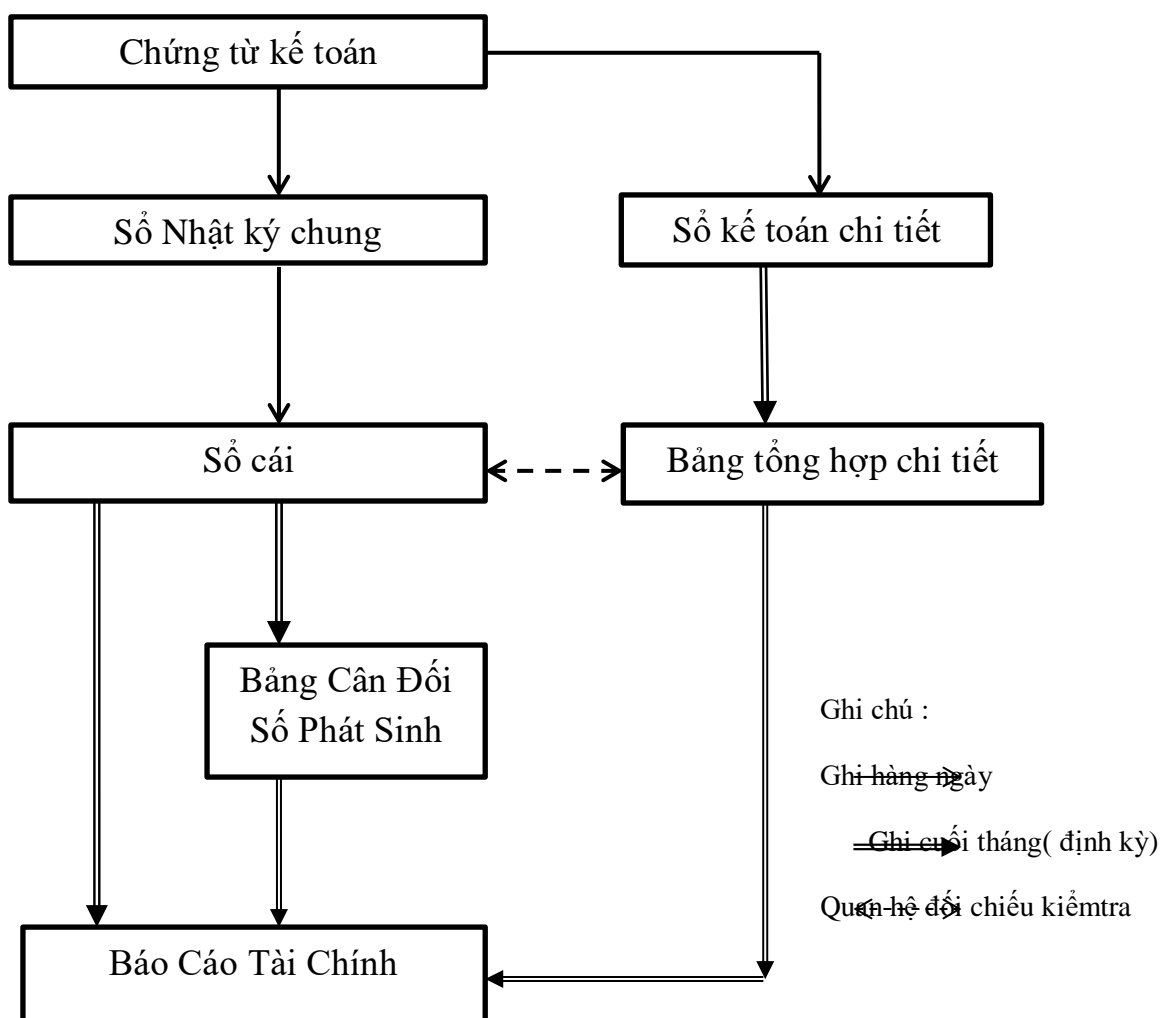 Chứng từ kế toán
Sổ Nhật ký chung
Sổ kế toán chi tiết
Sổ cái
Bảng tổng hợp chi tiết
Bảng Cân Đối
Số Phát Sinh
Ghi chú :
Ghi hàng ngày
Ghi cuối tháng( định kỳ)
Quan hệ đối chiếu kiểmtra
Báo Cáo Tài Chính